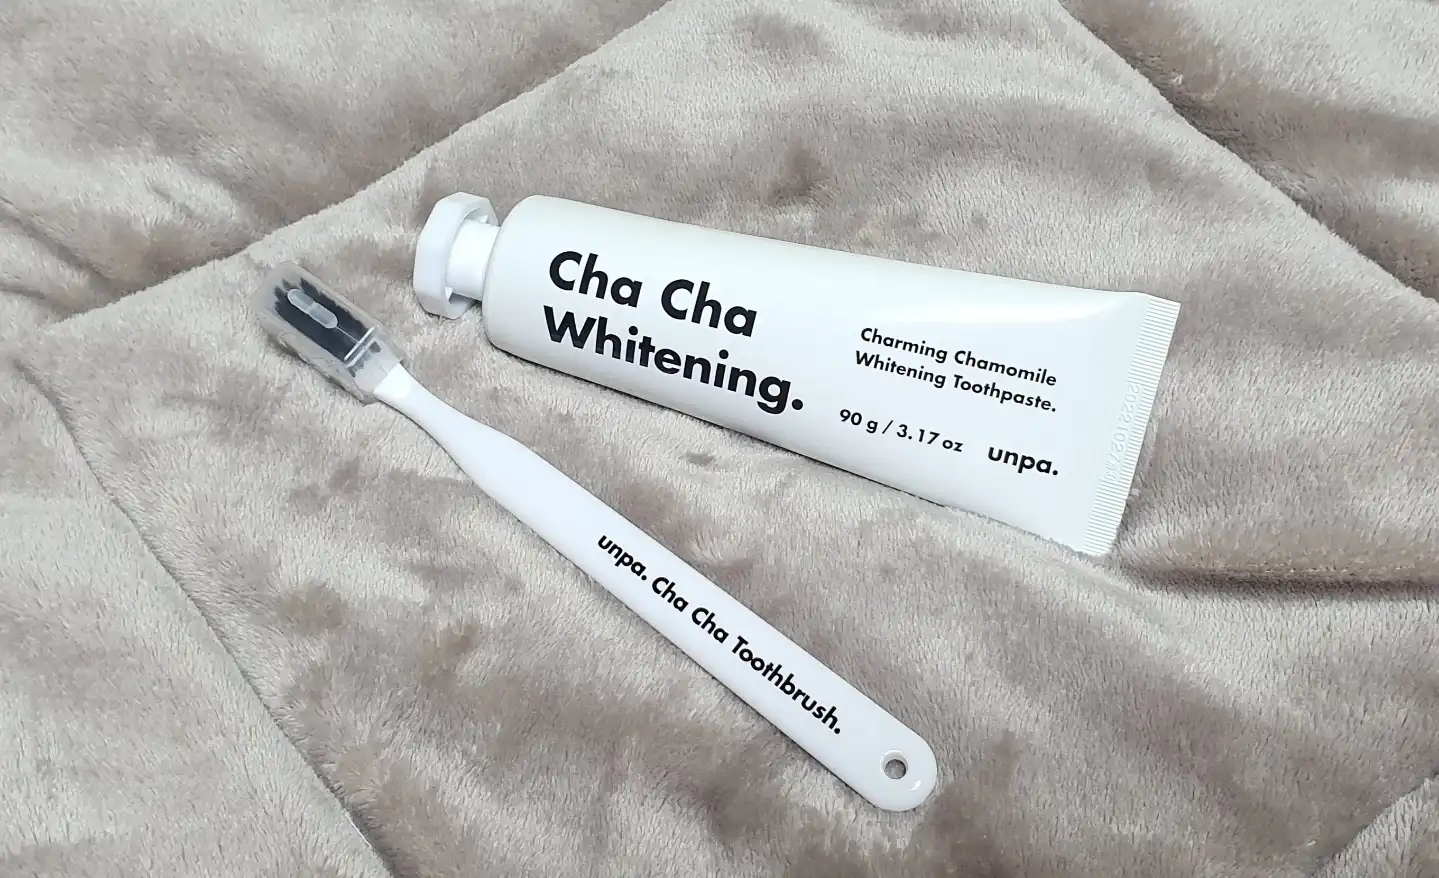 Cha Cha
Whitening.
Charming Chamomile
Whitening Toothpaste.
90 g / 3.17 oz unpa.
unpa. Cha Cha Toothbrush.